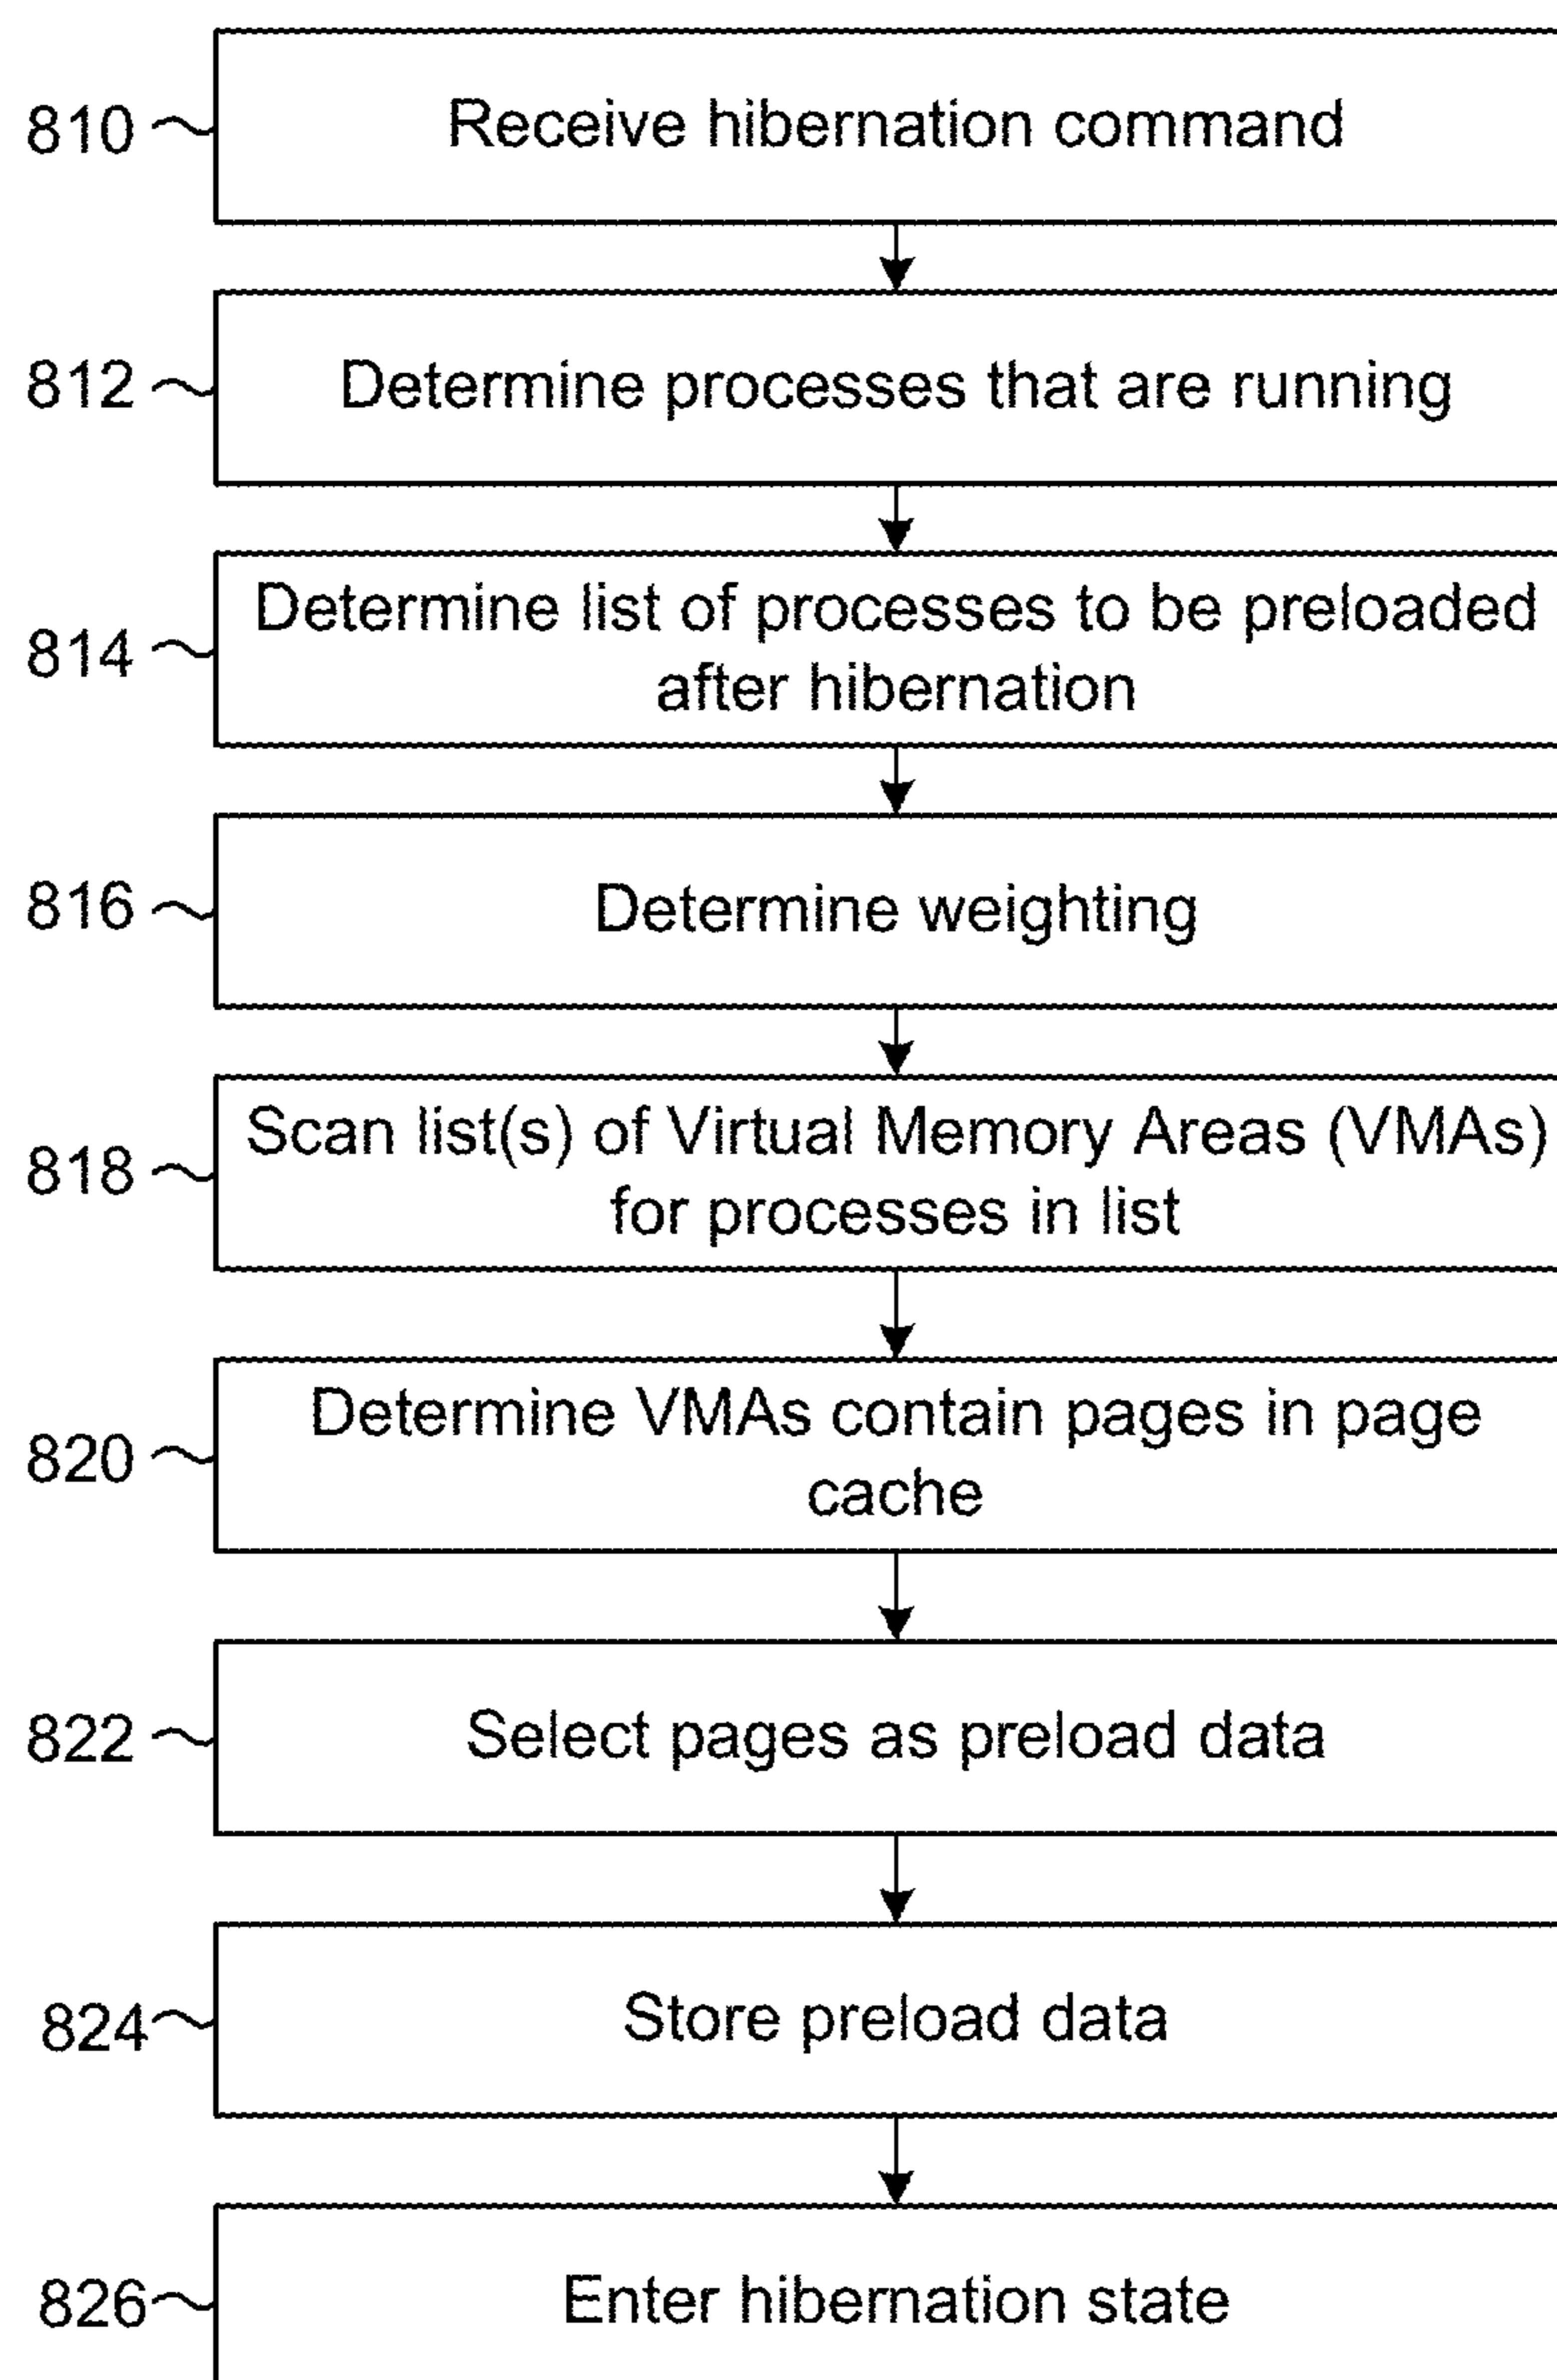 810 Receive hibernation command
812 Determine processes that are running
814 Determine list of processes to be preloaded
after hibernation
816 Determine weighting
818 Scan list(s) of Virtual Memory Areas (VMAs)
for processes in list
820 Determine VMAs contain pages in page
cache
822 Select pages as preload data
824 Store preload data
826 Enter hibernation state